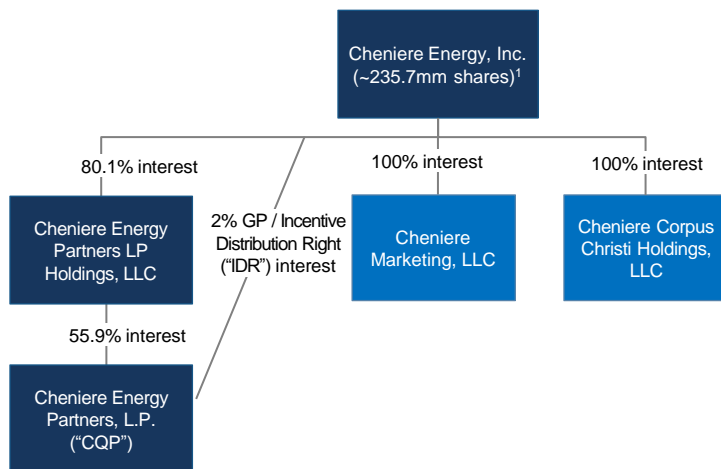 Cheniere Energy, Inc.
(~235.7mm shares)1
80.1% interest
100% interest
100% interest
Cheniere Energy
Partners LP
Holdings, LLC
2% GP / Incentive
Distribution Right
(“IDR”) interest
Cheniere
Marketing, LLC
Cheniere Corpus
Christi Holdings,
LLC
55.9% interest
Cheniere Energy
Partners, L.P.
(“CQP”)